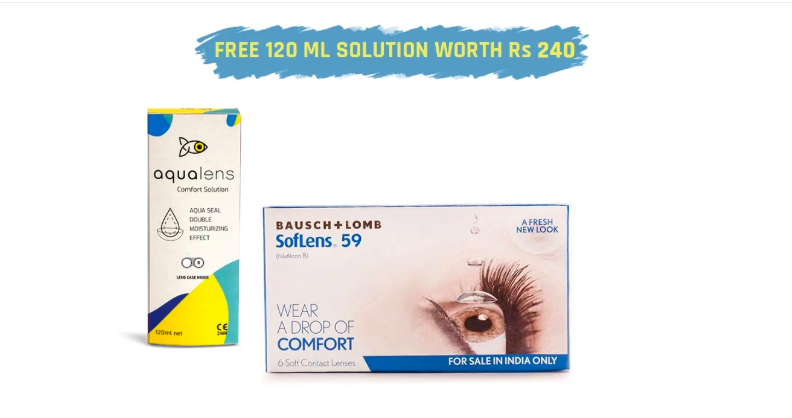 FREE 120 ML SOLUTION WORTH Rs 240
aqualens
Comfort Solution
AQUA SEAL
DOUBLE
MOISTURIZING
EFFECT
LENS CASE INSIDE
120ml net
CE
BAUSCH+LOMB
SofLens® 59
(hilafilcon B)
A FRESH
NEW LOOK
WEAR
A DROP OF
COMFORT
6 Soft Contact Lenses
FOR SALE IN INDIA ONLY